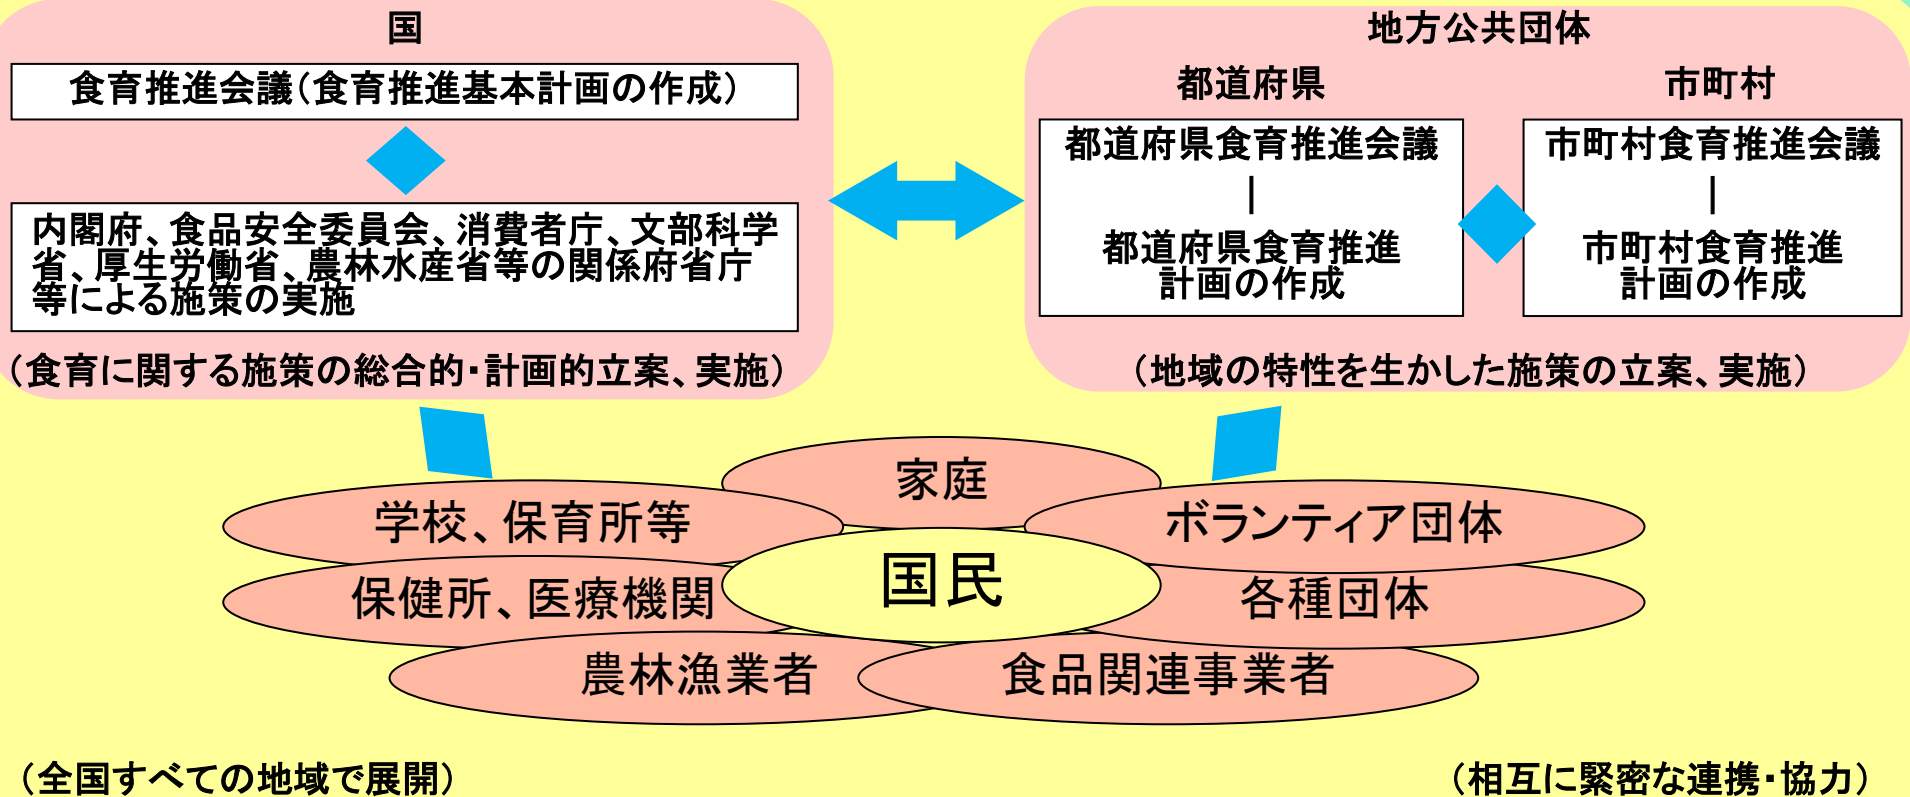 国
食育推進会議（食育推進基本計画の作成）
内閣府、食品安全委員会、消費者庁、文部科学
省、厚生労働省、農林水産省等の関係府省庁
等による施策の実施
（食育に関する施策の総合的・計画的立案、実施）
地方公共団体
都道府県
都道府県食育推進会議
｜
都道府県食育推進
計画の作成
市町村
市町村食育推進会議
｜
市町村食育推進
計画の作成
（地域の特性を生かした施策の立案、実施）
家庭
学校、保育所等
ボランティア団体
国民
保健所、医療機関
各種団体
農林漁業者
食品関連事業者
（全国すべての地域で展開）
（相互に緊密な連携・協力）